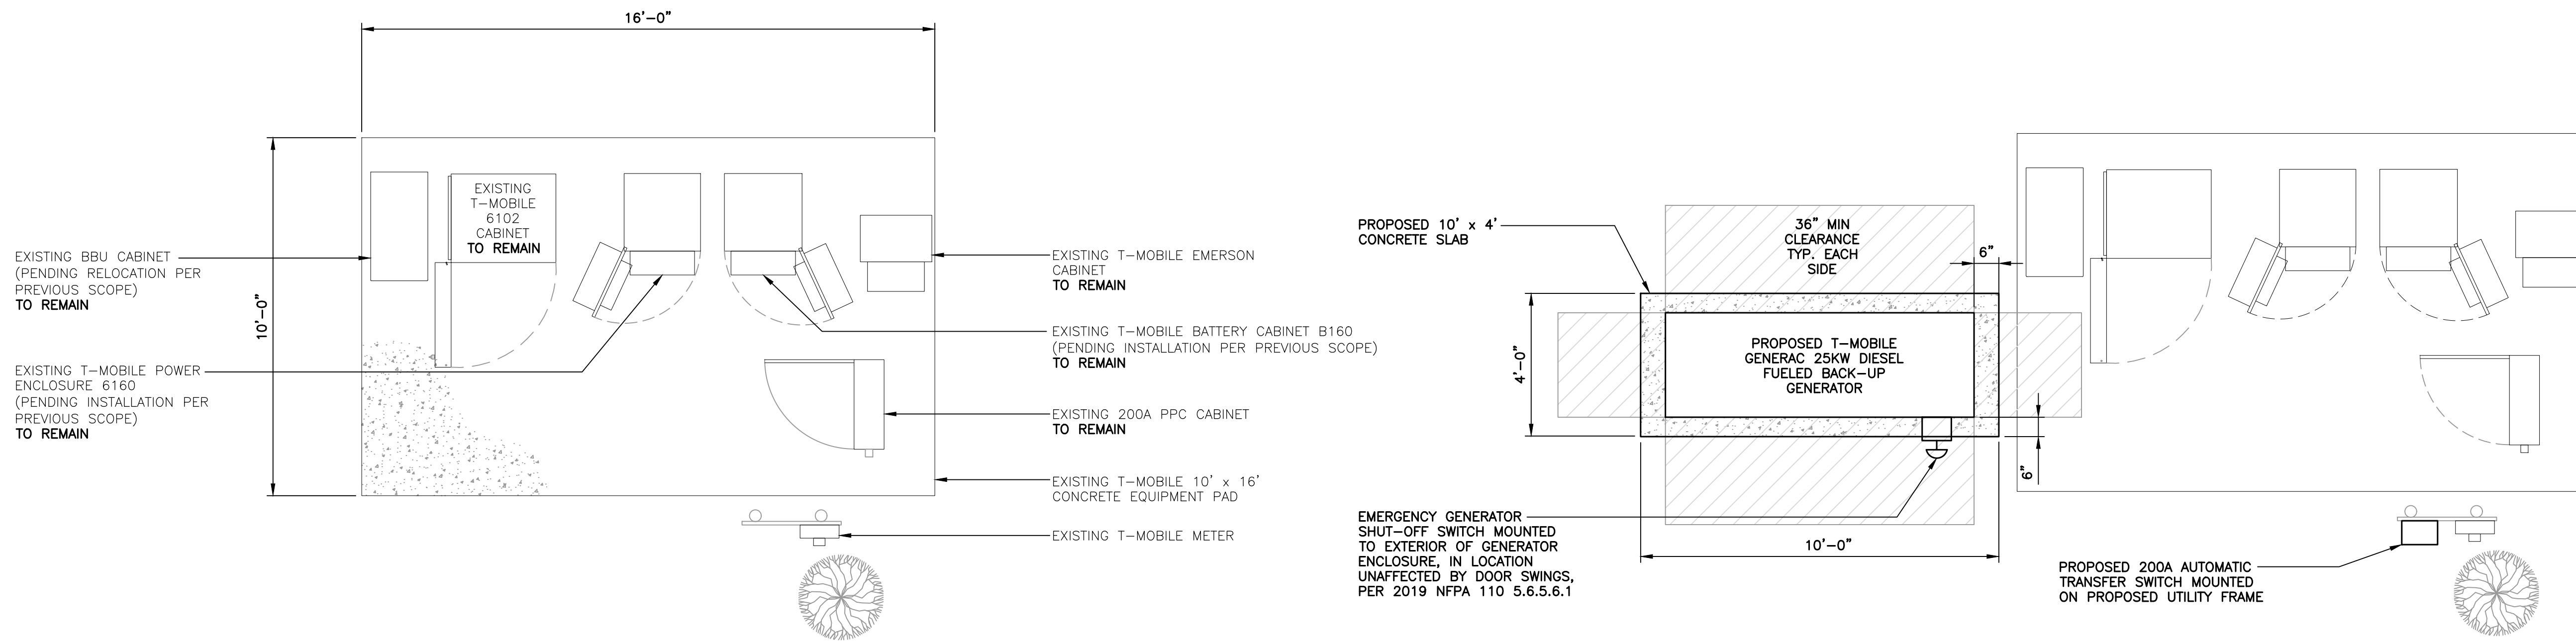 16'-0"
10'-0"
EXISTING
T-MOBILE
6102
CABINET
TO REMAIN
EXISTING BBU CABINET
(PENDING RELOCATION PER
PREVIOUS SCOPE)
TO REMAIN
EXISTING T-MOBILE POWER
ENCLOSURE 6160
(PENDING INSTALLATION PER
PREVIOUS SCOPE)
TO REMAIN
EXISTING T-MOBILE EMERSON
CABINET
TO REMAIN
EXISTING T-MOBILE BATTERY CABINET B160
(PENDING INSTALLATION PER PREVIOUS SCOPE)
TO REMAIN
EXISTING 200A PPC CABINET
TO REMAIN
EXISTING T-MOBILE 10' x 16'
CONCRETE EQUIPMENT PAD
EXISTING T-MOBILE METER
PROPOSED 10' x 4'
CONCRETE SLAB
36" MIN
CLEARANCE
TYP. EACH
SIDE
6"
4'-0"
PROPOSED T-MOBILE
GENERAC 25KW DIESEL
FUELED BACK-UP
GENERATOR
6"
10'-0"
EMERGENCY GENERATOR
SHUT-OFF SWITCH MOUNTED
TO EXTERIOR OF GENERATOR
ENCLOSURE, IN LOCATION
UNAFFECTED BY DOOR SWINGS,
PER 2019 NFPA 110 5.6.5.6.1
PROPOSED 200A AUTOMATIC
TRANSFER SWITCH MOUNTED
ON PROPOSED UTILITY FRAME